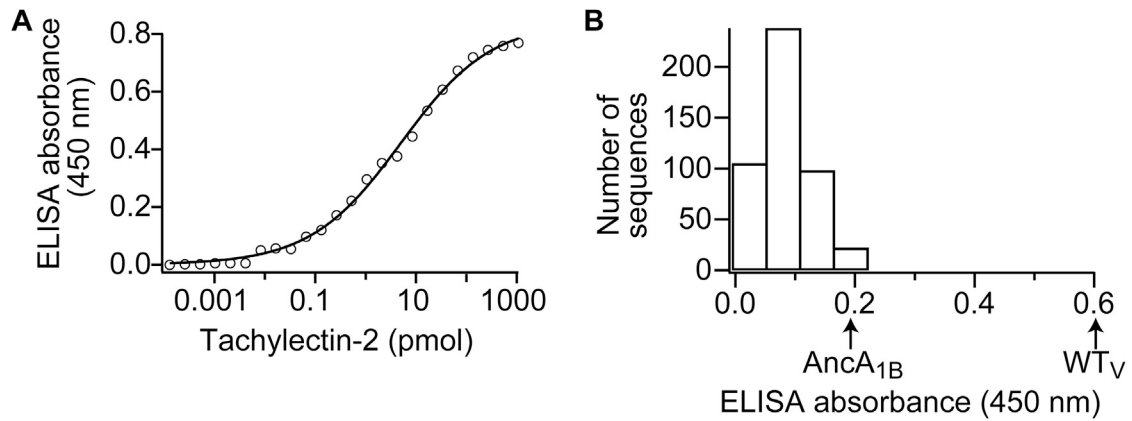 A
ELISA absorbance
(450 nm)
0.8
0.6
0.4
0.2
0.0
0.001
0.1
10
1000
Tachylectin-2 (pmol)
B
Number of
sequences
200
150
100
50
0
0.0
0.2
0.4
0.6
AncA1B
WTV
ELISA absorbance (450 nm)